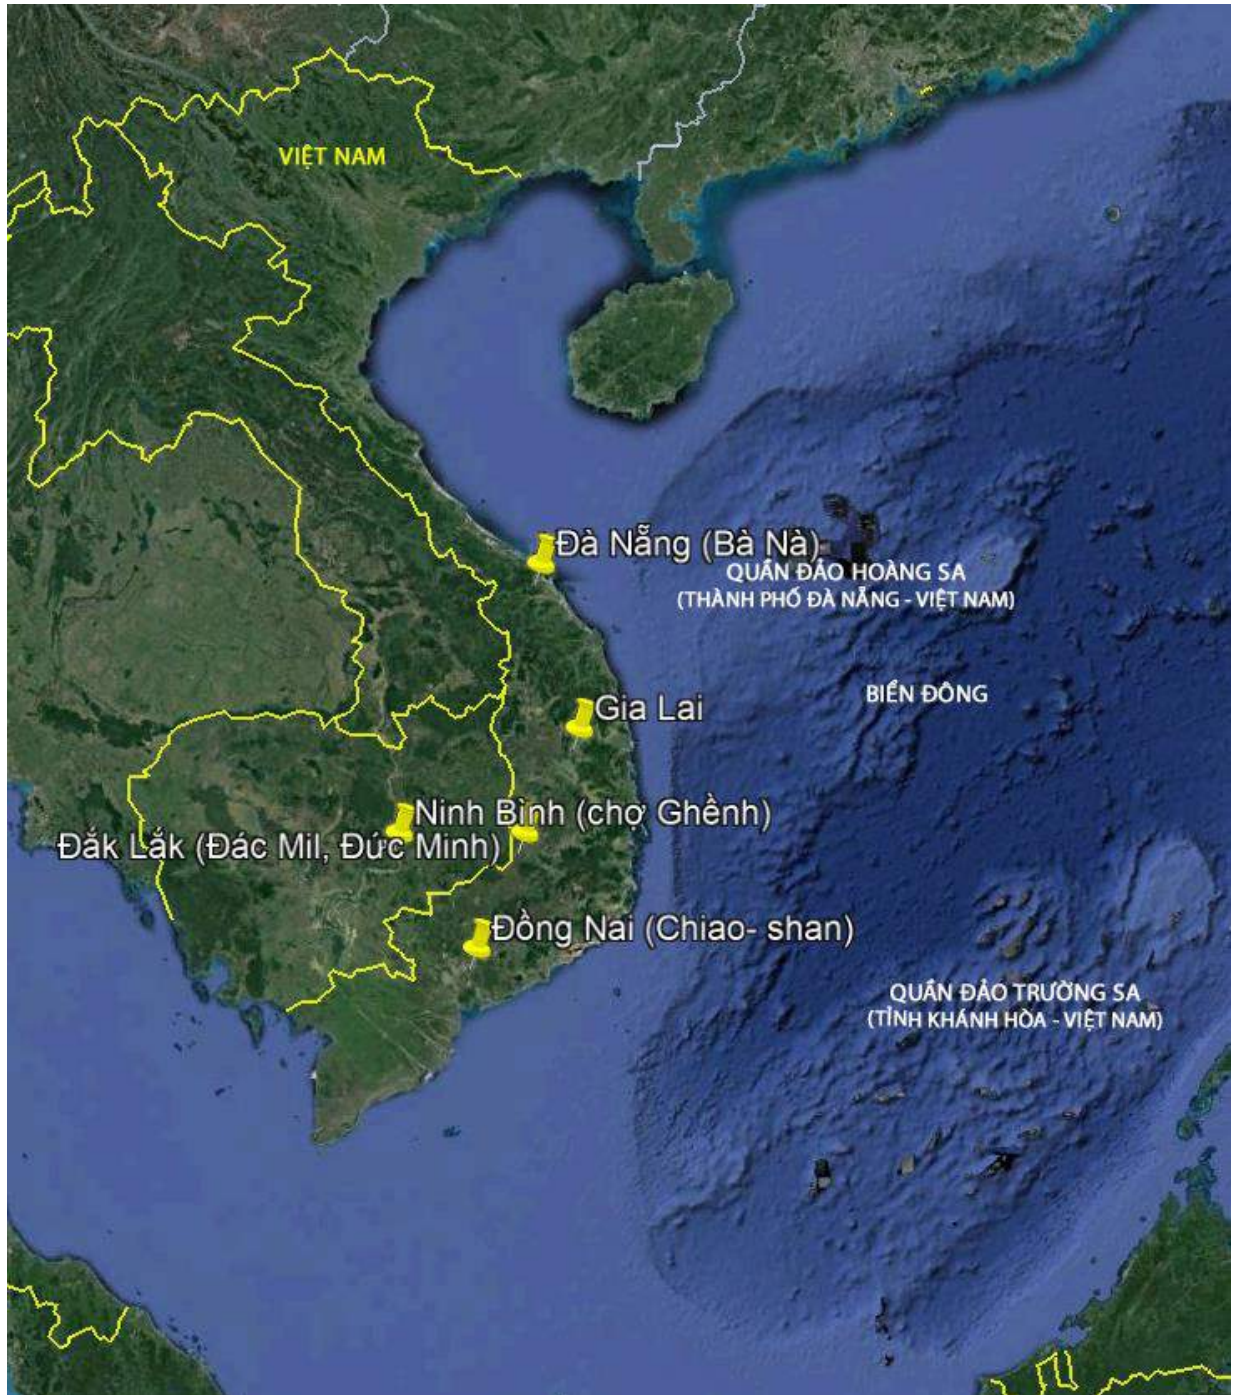 VIỆT NAM
Đà Nẵng (Bà Nà)
QUẦN ĐẢO HOÀNG SA
(THÀNH PHỐ ĐÀ NẴNG - VIỆT NAM)
BIỂN ĐÔNG
Gia Lai
Ninh Bình (chợ Ghềnh)
Đắk Lắk (Đác Mil, Đức Minh)
Đồng Nai (Chiao- shan)
QUẦN ĐẢO TRƯỜNG SA
(TỈNH KHÁNH HÒA - VIỆT NAM)